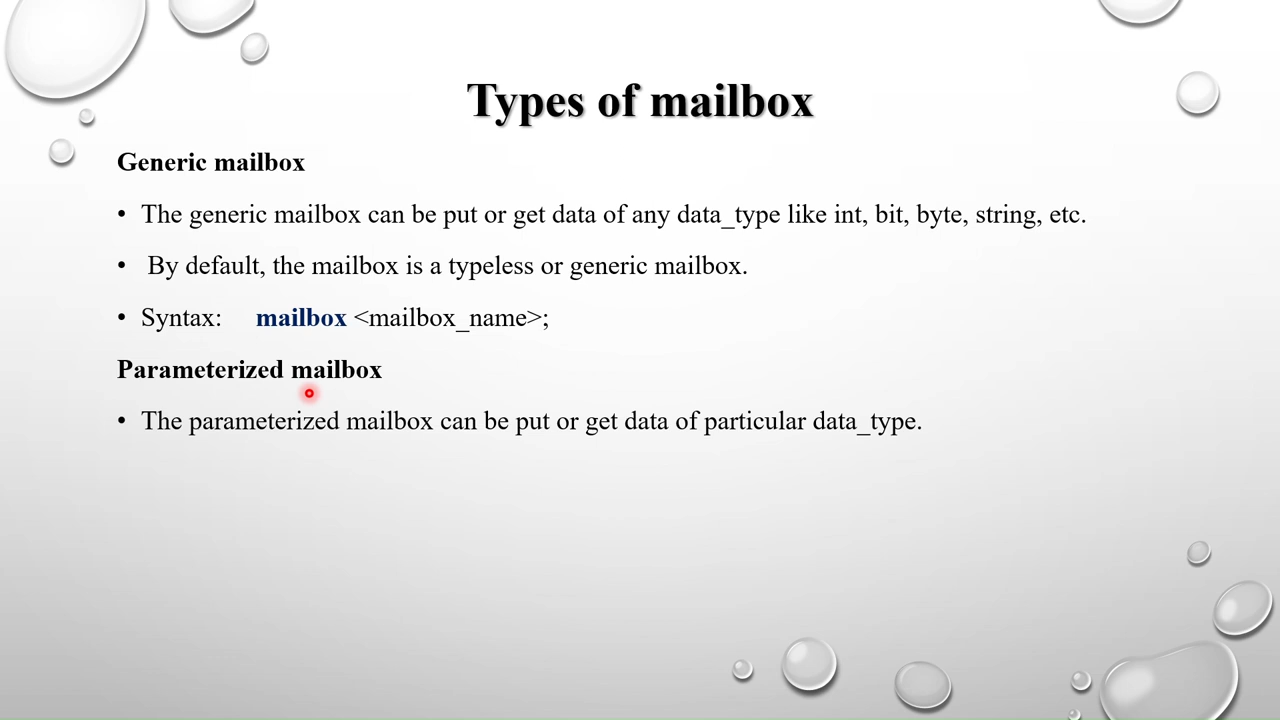 Types of mailbox
Generic mailbox
• The generic mailbox can be put or get data of any data_type like int, bit, byte, string, etc.
• By default, the mailbox is a typeless or generic mailbox.
• Syntax: mailbox <mailbox_name>;
Parameterized mailbox
• The parameterized mailbox can be put or get data of particular data_type.